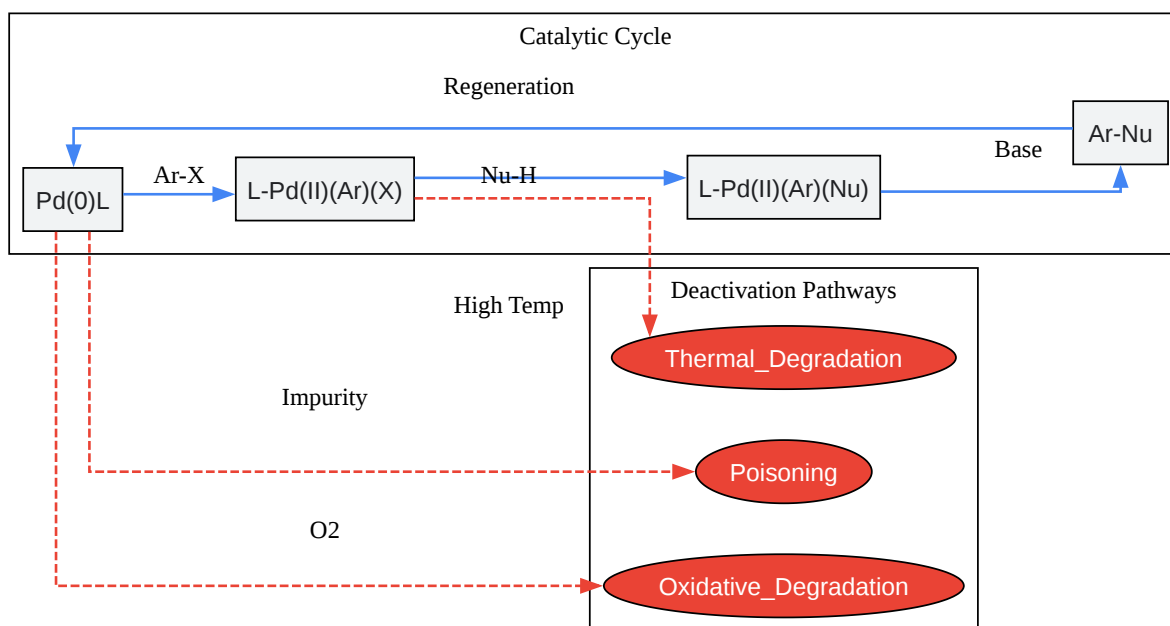 Catalytic Cycle
Regeneration
Ar-Nu
Base
Ar-X
Nu-H
Pd(0)L
L-Pd(II)(Ar)(X)
L-Pd(II)(Ar)(Nu)
Deactivation Pathways
High Temp
Thermal_Degradation
Impurity
Poisoning
O2
Oxidative_Degradation